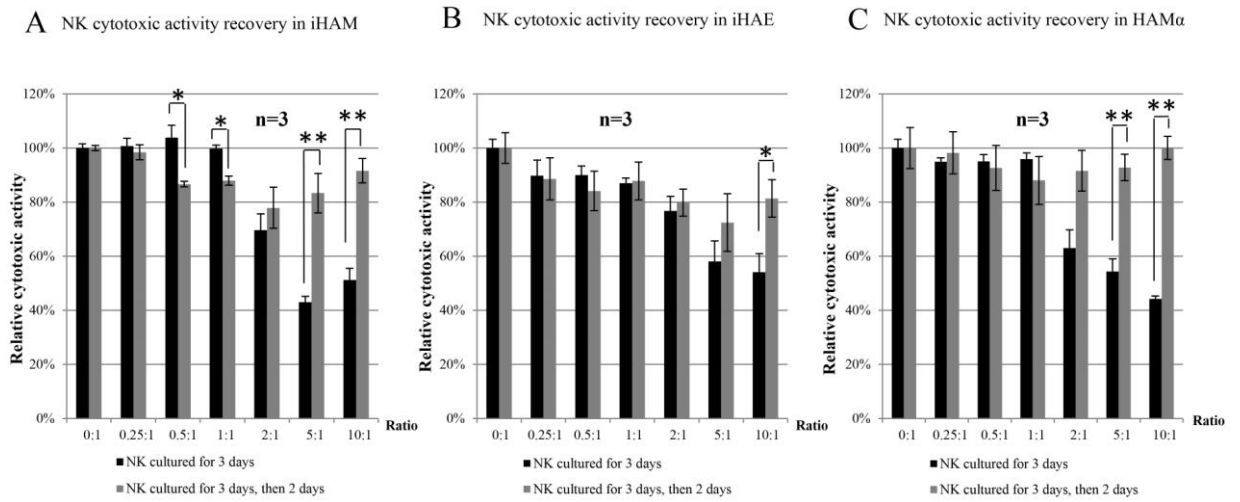 A NK cytotoxic activity recovery in iHAM
Relative cytotoxic activity
120%
100%
80%
60%
40%
20%
0%
* * n=3 ** **
0:1 0.25:1 0.5:1 1:1 2:1 5:1 10:1 Ratio
NK cultured for 3 days
NK cultured for 3 days, then 2 days
B NK cytotoxic activity recovery in iHAE
Relative cytotoxic activity
120%
100%
80%
60%
40%
20%
0%
n=3 *
0:1 0.25:1 0.5:1 1:1 2:1 5:1 10:1 Ratio
NK cultured for 3 days
NK cultured for 3 days, then 2 days
C NK cytotoxic activity recovery in HAMα
Relative cytotoxic activity
120%
100%
80%
60%
40%
20%
0%
n=3 ** **
0:1 0.25:1 0.5:1 1:1 2:1 5:1 10:1 Ratio
NK cultured for 3 days
NK cultured for 3 days, then 2 days